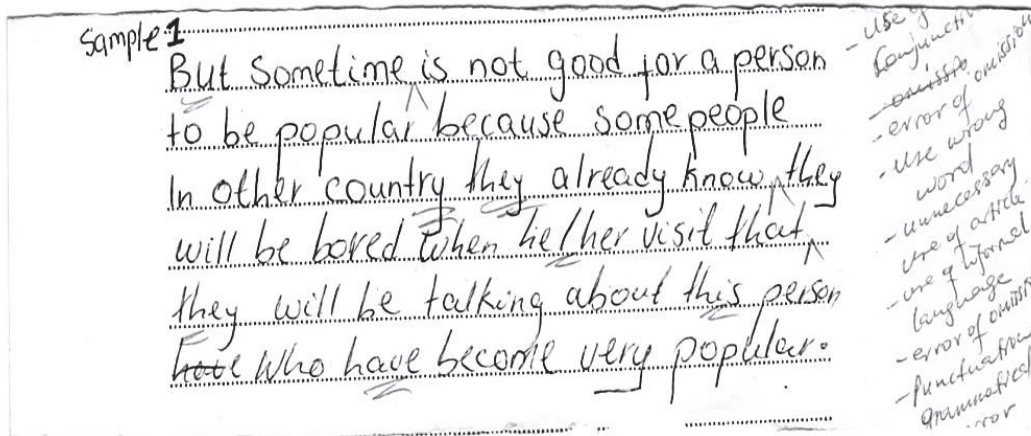 Sample 1
But Sometime is not good for a person
to be popular because some people
In other country they already know they
will be bored when he/her visit that
they will be talking about this person
have who have become very popular.
- Use of
Conjunctive
- omissio
- error of omission
- Use wrong
word
- unnecessary
use of article
- use of informal
language
- error of omissio
- Punctuation
grammatical
error